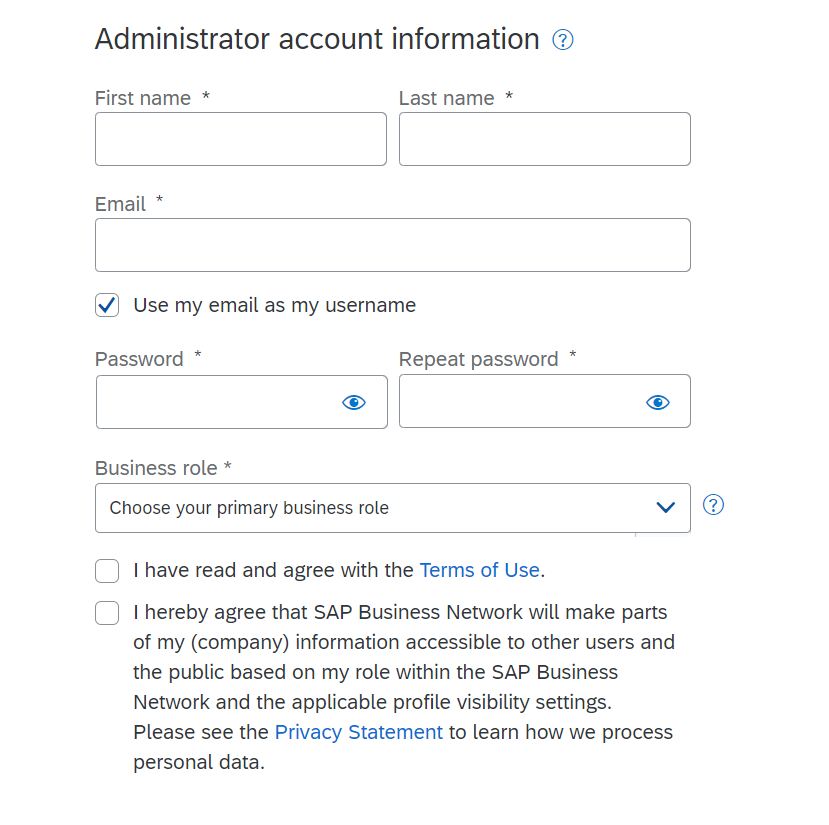 Administrator account information ?
First name * Last name *
Email *
Use my email as my username
Password * Repeat password *
Business role *
Choose your primary business role ?
I have read and agree with the Terms of Use.
I hereby agree that SAP Business Network will make parts
of my (company) information accessible to other users and
the public based on my role within the SAP Business
Network and the applicable profile visibility settings.
Please see the Privacy Statement to learn how we process
personal data.